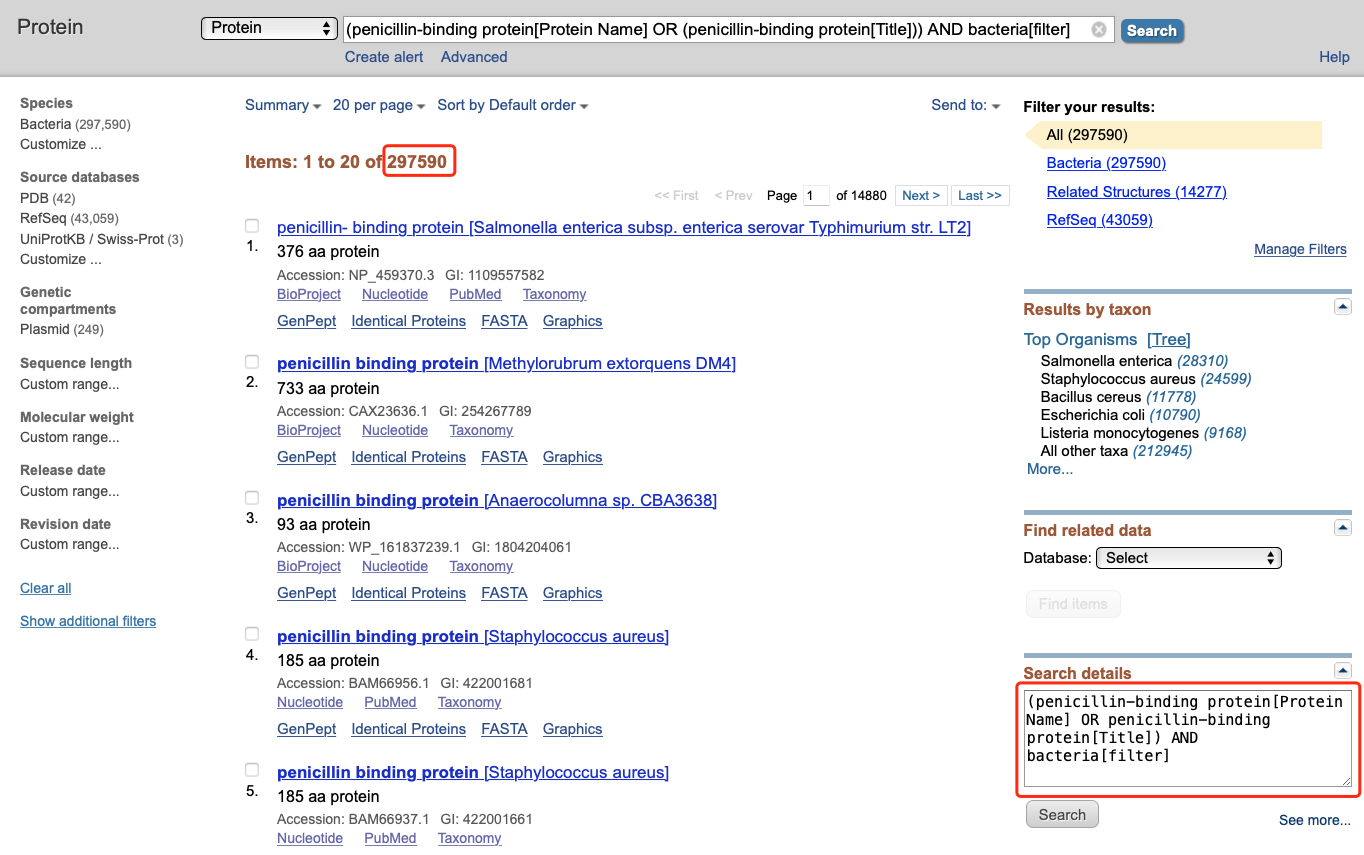 Protein
Protein
(penicillin-binding protein[Protein Name] OR (penicillin-binding protein[Title])) AND bacteria[filter]
Search
Create alert Advanced
Help
Species
Bacteria (297,590)
Customize ...
Source databases
PDB (42)
RefSeq (43,059)
UniProtKB / Swiss-Prot (3)
Customize ...
Genetic
compartments
Plasmid (249)
Sequence length
Custom range...
Molecular weight
Custom range...
Release date
Custom range...
Revision date
Custom range...
Clear all
Show additional filters
Summary 20 per page Sort by Default order
Send to:
Items: 1 to 20 of 297590
<< First < Prev Page 1 of 14880 Next > Last >>
penicillin- binding protein [Salmonella enterica subsp. enterica serovar Typhimurium str. LT2]
1. 376 aa protein
Accession: NP_459370.3 GI: 1109557582
BioProject Nucleotide PubMed Taxonomy
GenPept Identical Proteins FASTA Graphics
penicillin binding protein [Methylorubrum extorquens DM4]
2. 733 aa protein
Accession: CAX23636.1 GI: 254267789
BioProject Nucleotide Taxonomy
GenPept Identical Proteins FASTA Graphics
penicillin binding protein [Anaerocolumna sp. CBA3638]
3. 93 aa protein
Accession: WP_161837239.1 GI: 1804204061
BioProject Nucleotide Taxonomy
GenPept Identical Proteins FASTA Graphics
penicillin binding protein [Staphylococcus aureus]
4. 185 aa protein
Accession: BAM66956.1 GI: 422001681
Nucleotide PubMed Taxonomy
GenPept Identical Proteins FASTA Graphics
penicillin binding protein [Staphylococcus aureus]
5. 185 aa protein
Accession: BAM66937.1 GI: 422001661
Nucleotide PubMed Taxonomy
Filter your results:
All (297590)
Bacteria (297590)
Related Structures (14277)
RefSeq (43059)
Manage Filters
Results by taxon
Top Organisms [Tree]
Salmonella enterica (28310)
Staphylococcus aureus (24599)
Bacillus cereus (11778)
Escherichia coli (10790)
Listeria monocytogenes (9168)
All other taxa (212945)
More...
Find related data
Database: Select
Find items
Search details
(penicillin-binding protein[Protein
Name] OR penicillin-binding
protein[Title]) AND
bacteria[filter]
Search
See more...